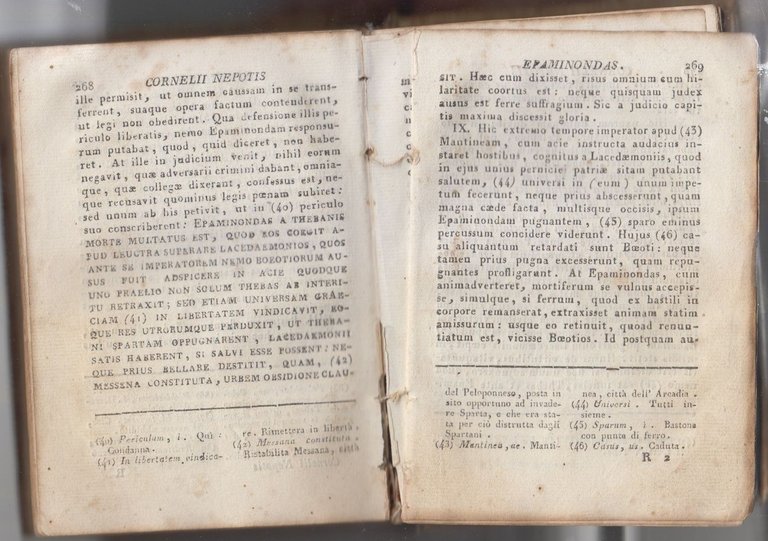 268 CORNELII NEPOTIS
ille permisit, ut omnem caussam in se trans-
ferrent, suaque opera factum contenderent,
ut legi non obedirent. Qua defensione illis pe-
riculo liberatis, nemo Epaminondam responsu-
rum putabat, quod, quid diceret, non habe-
ret. At ille in judicium venit, nihil eorum
negavit, quæ adversarii crimini dabant, omnia-
que, quæ collegæ dixerant, confessus est, ne-
que recusavit quominus legis pœnam subiret:
sed unum ab his petivit, ut in (40) periculo
suo conscriberent: EPAMINONDAS A THEBANIS
MORTE MULTATUS EST, QUOD EOS COEGIT A-
PUD LEUCTRA SUPERARE LACEDAEMONIOS, QUOS
ANTE SE IMPERATOREM NEMO BOEOTIORUM AU-
SUS FUIT ADSPICERE IN ACIE QUODQUE
UNO PRAELIO NON SOLUM THEBAS AB INTERI-
TU RETRAXIT; SED ETIAM UNIVERSAM GRAE-
CIAM (41) IN LIBERTATEM VINDICAVIT, EO-
QUE RES UTRORUMQUE PERDUXIT, UT THEBA-
NI SPARTAM OPPUGNARENT, LACEDAEMONII
SATIS HABERENT, SI SALVI ESSE POSSENT: NE-
QUE PRIUS BELLARE DESTITIT, QUAM, (42)
MESSENA CONSTITUTA, URBEM OBSIDIONE CLAU-
(40) Periculum, i. Qui:
Condanna.
(41) In libertatem vindica-
re. Rimettera in libertà.
(42) Messana constituta.
Ristabilita Messana, città
EPAMINONDAS. 269
SIT. Hæc cum dixisset, risus omnium cum hi-
laritate coortus est: neque quisquam judex
ausus est ferre suffragium. Sic a judicio capi-
tis maxima discessit gloria.
IX. Hic extremo tempore imperator apud (43)
Mantineam, cum acie instructa audacius in-
staret hostibus, cognitus a Lacedæmoniis, quod
in ejus unius pernicie patriæ sitam putabant
salutem, (44) universi in (eum) unum impe-
tum fecerunt, neque prius abscesserunt, quam
magna cæde facta, multisque occisis, ipsum
Epaminondam pugnantem, (45) sparo eminus
percussum concidere viderunt. Hujus (46) ca-
su aliquantum retardati sunt Bœoti: neque
tameu prius pugna excesserunt, quam repu-
gnantes profligarunt. At Epaminondas, cum
animadverteret, mortiferum se vulnus accepis-
se, simulque, si ferrum, quod ex hastili in
corpore remanserat, extraxisset animam statim
amissurum: usque eo retinuit, quoad renun-
tiatum est, vicisse Bœotios. Id postquam au-
del Peloponneso, posta in
sito opportuno ad invade-
re Sparta, e che era sta-
ta per ciò distrutta dagli
Spartani.
(43) Mantinea, ae. Manti-
nea, città dell' Arcadia.
(44) Universi. Tutti in-
sieme.
(45) Sparum, i. Bastone
con punta di ferro.
(46) Casus, us. Caduta.
R 2